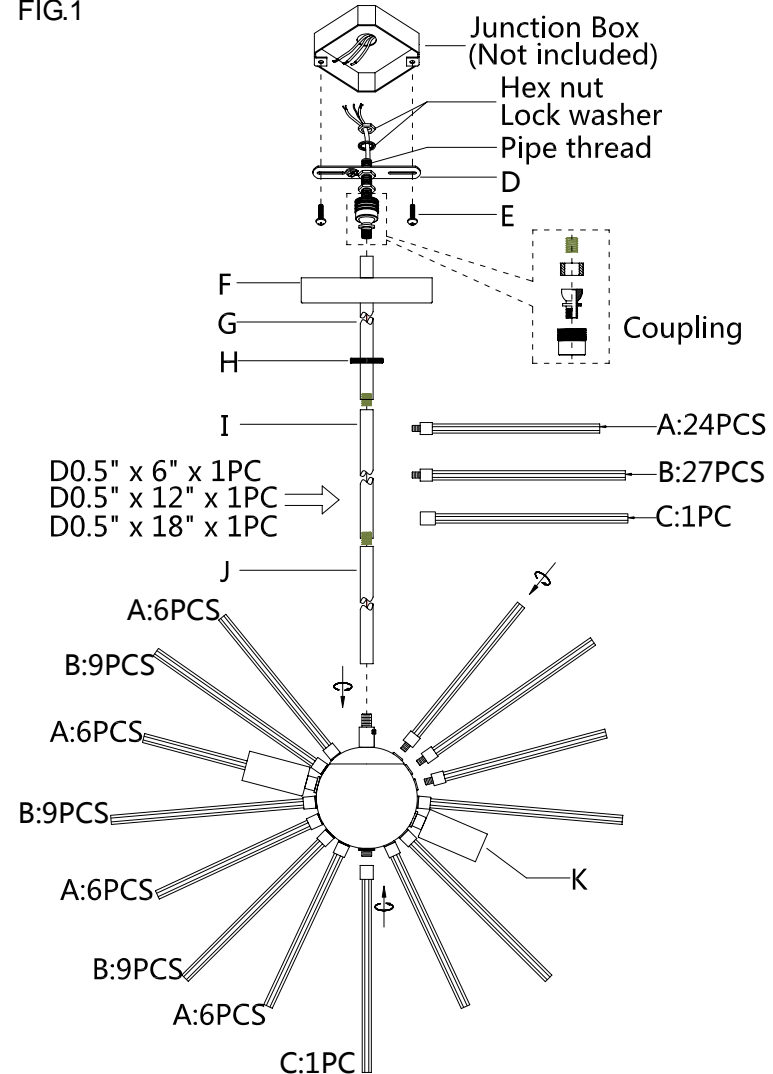 FIG.1
Junction Box
(Not included)
Hex nut
Lock washer
Pipe thread
D
E
F
G
H
Coupling
I
A:24PCS
B:27PCS
C:1PC
D0.5" x 6" x 1PC
D0.5" x 12" x 1PC
D0.5" x 18" x 1PC
J
A:6PCS
B:9PCS
A:6PCS
B:9PCS
A:6PCS
K
B:9PCS
A:6PCS
C:1PC